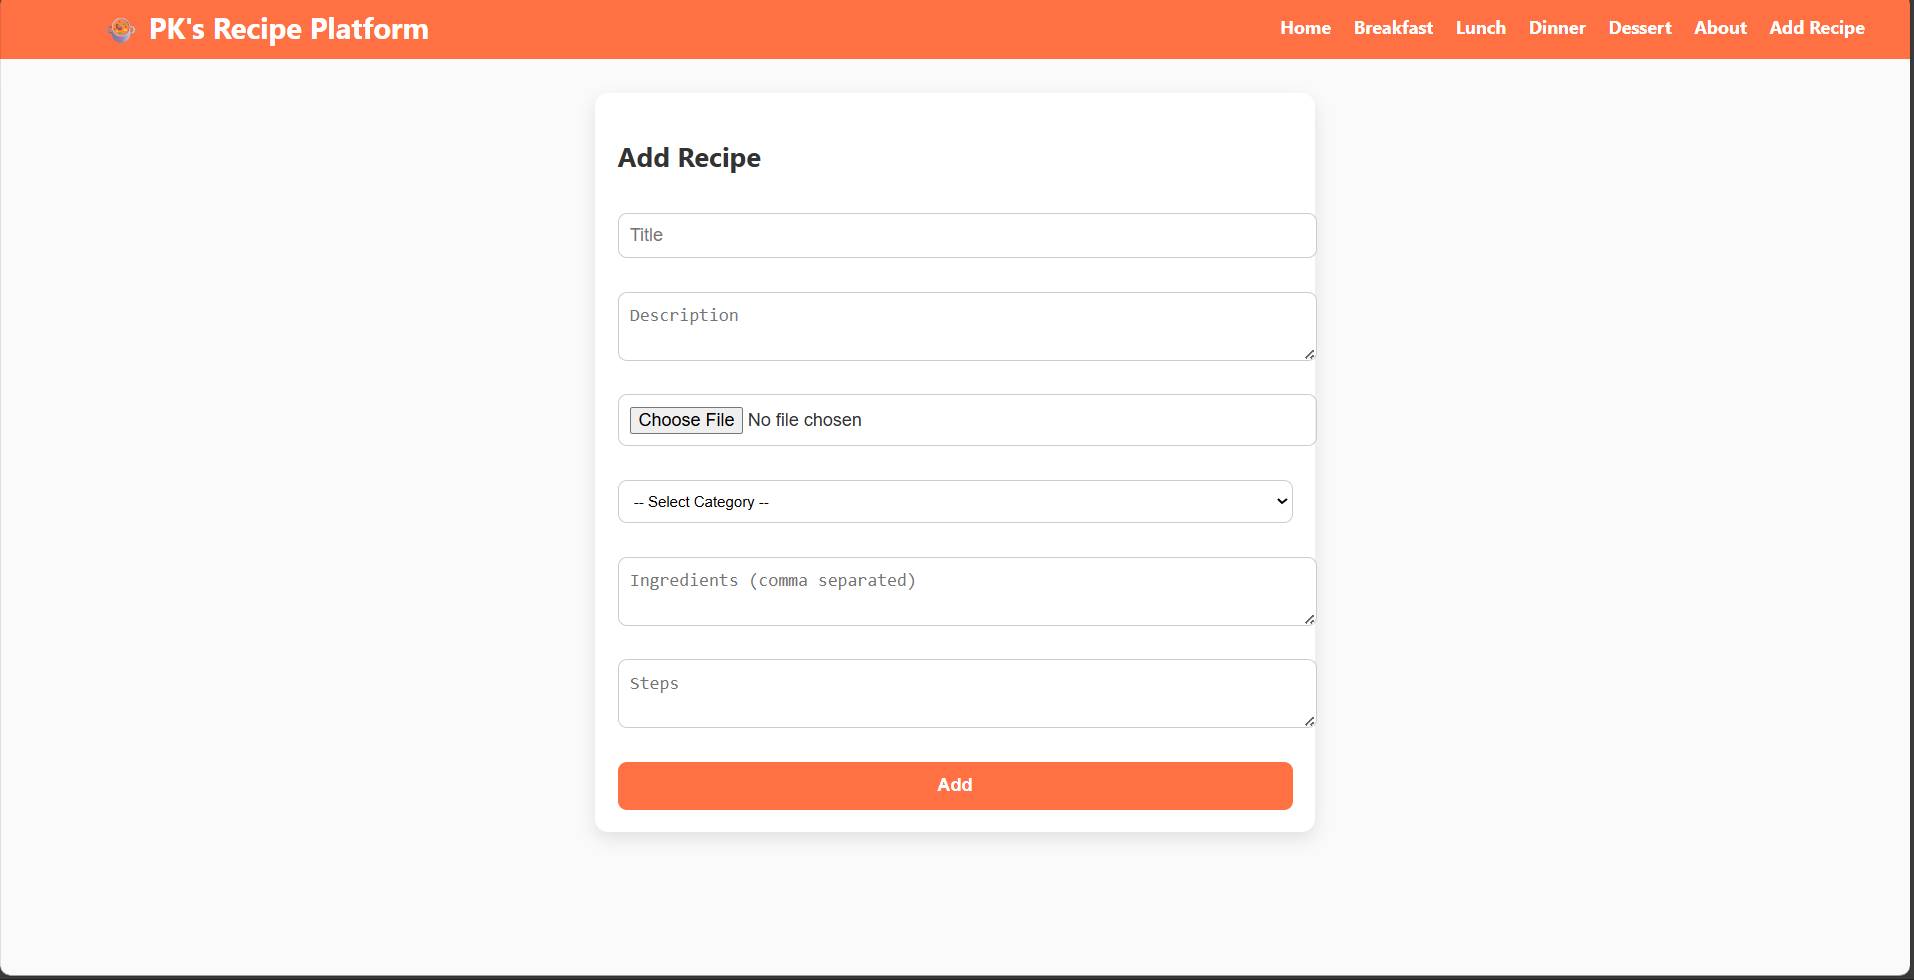 PK's Recipe Platform
Home Breakfast Lunch Dinner Dessert About Add Recipe
Add Recipe
Title
Description
Choose File No file chosen
-- Select Category --
Ingredients (comma separated)
Steps
Add